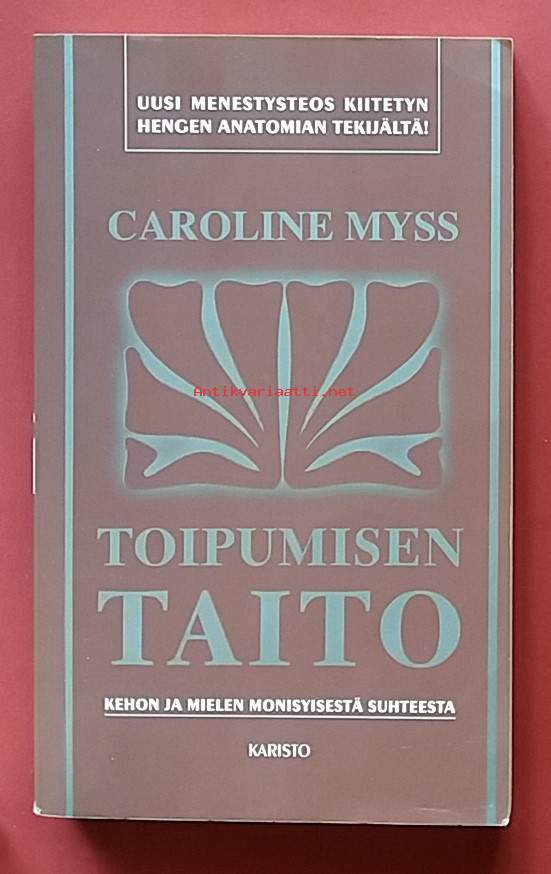 UUSI MENESTYSTEOS KIITETYN
HENGEN ANATOMIAN TEKIJÄLTÄ!
CAROLINE MYSS
Antikvariaatti.net
TOIPUMISEN
TAITO
KEHON JA MIELEN MONISYISESTÄ SUHTEESTA
KARISTO